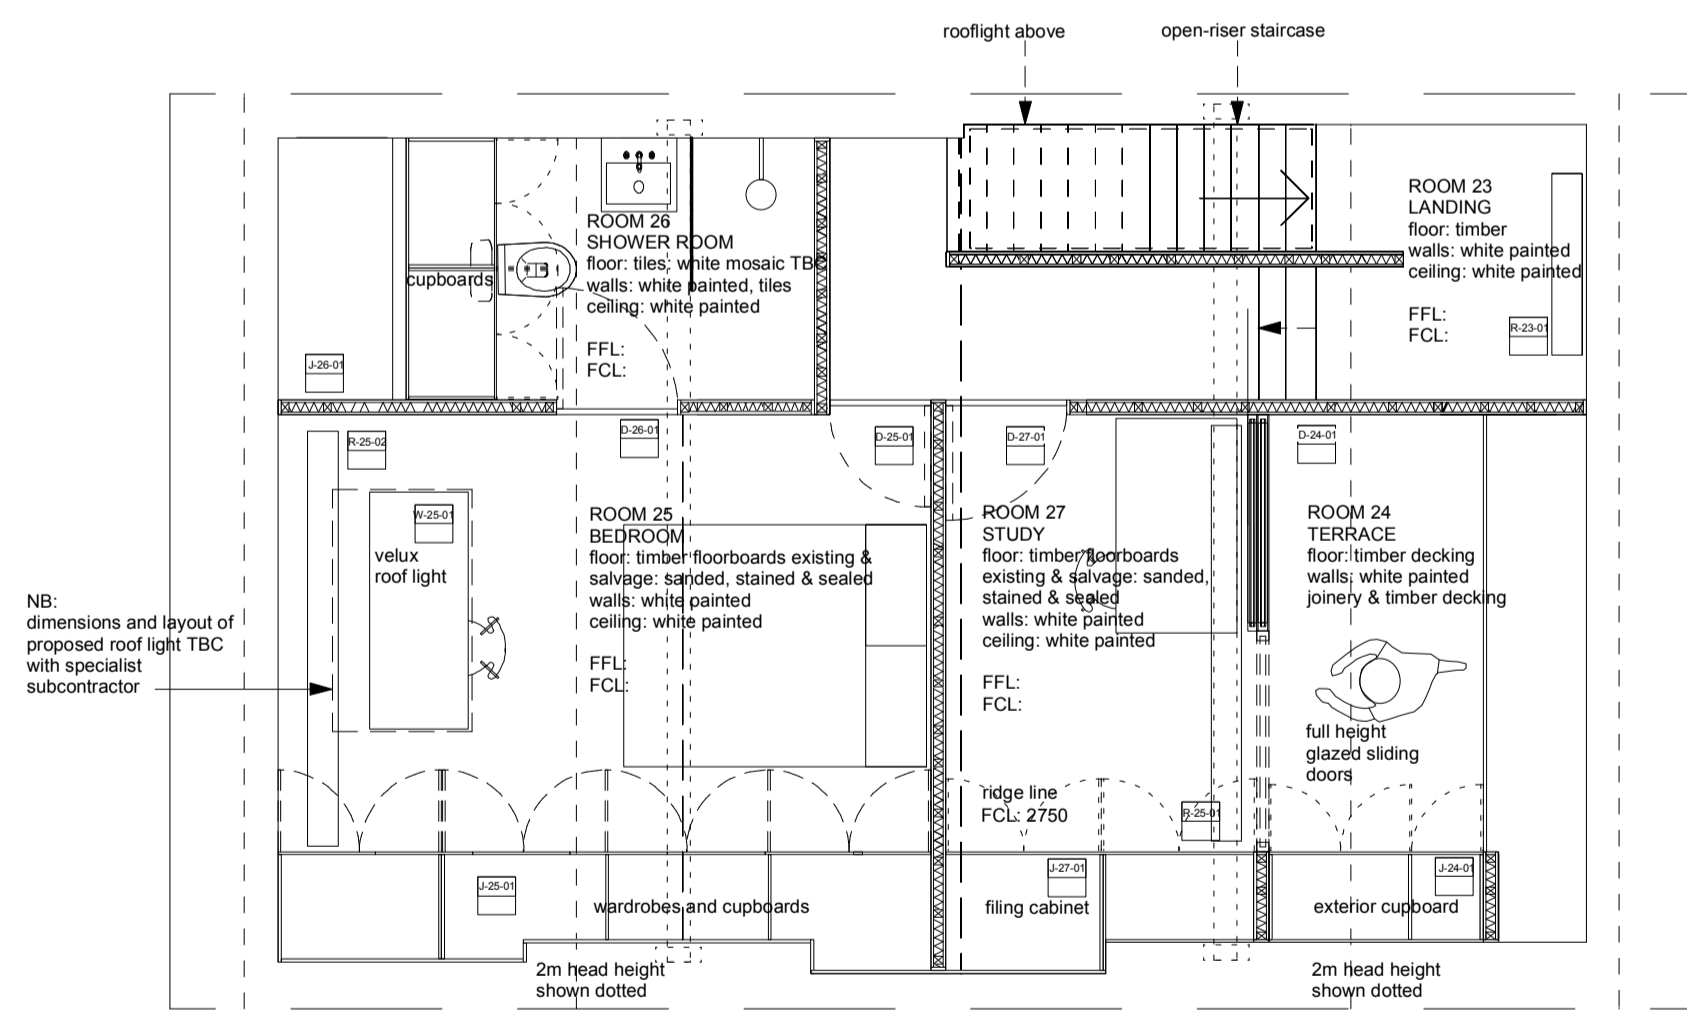 rooflight above
open-riser staircase
ROOM 23
LANDING
floor: timber
walls: white painted
ceiling: white painted
FFL:
FCL:
R-23-01
ROOM 26
SHOWER ROOM
floor: tiles: white mosaic TBC
walls: white painted, tiles
ceiling: white painted
FFL:
FCL:
cupboards
J-26-01
R-25-02
D-26-01
D-25-01
D-27-01
D-24-01
W-25-01
velux
roof light
NB:
dimensions and layout of
proposed roof light TBC
with specialist
subcontractor
ROOM 25
BEDROOM
floor: timber floorboards existing &
salvage: sanded, stained & sealed
walls: white painted
ceiling: white painted
FFL:
FCL:
ROOM 27
STUDY
floor: timber floorboards
existing & salvage: sanded,
stained & sealed
walls: white painted
ceiling: white painted
FFL:
FCL:
ROOM 24
TERRACE
floor: timber decking
walls: white painted
joinery & timber decking
full height
glazed sliding
doors
ridge line
FCL: 2750
R-25-01
J-25-01
J-27-01
J-24-01
wardrobes and cupboards
filing cabinet
exterior cupboard
2m head height
shown dotted
2m head height
shown dotted